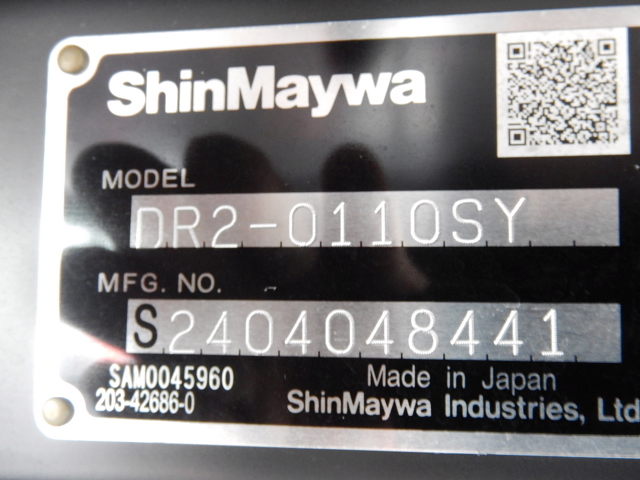 ShinMaywa
MODEL
DR2-0110SY
MFG. NO.
S2404048441
SAM0045960
Made in Japan
203-42686-0
ShinMaywa Industries, Ltd